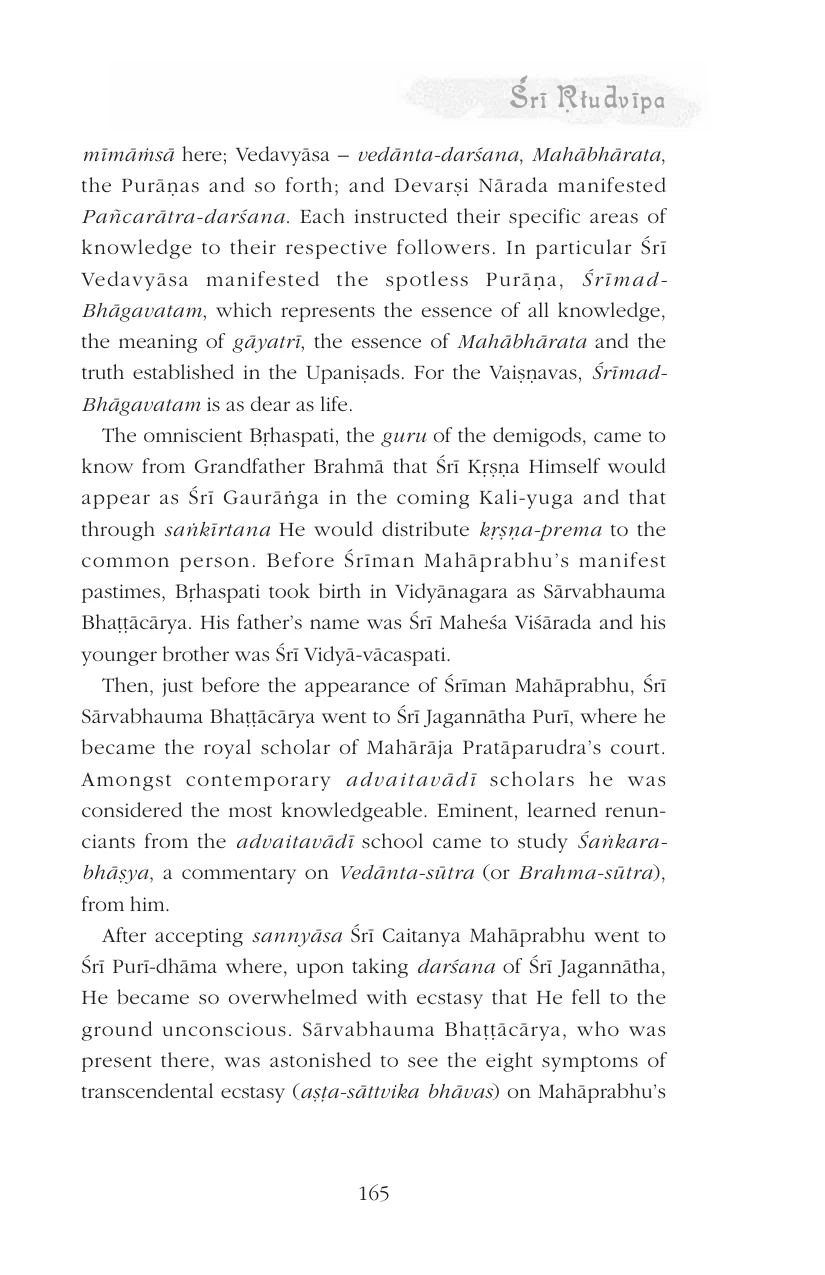 Śrī Ṛtudvīpa
mīmāṁsā here; Vedavyāsa – vedānta-darśana, Mahābhārata,
the Purāṇas and so forth; and Devarṣi Nārada manifested
Pañcarātra-darśana. Each instructed their specific areas of
knowledge to their respective followers. In particular Śrī
Vedavyāsa manifested the spotless Purāṇa, Śrīmad-
Bhāgavatam, which represents the essence of all knowledge,
the meaning of gāyatrī, the essence of Mahābhārata and the
truth established in the Upaniṣads. For the Vaiṣṇavas, Śrīmad-
Bhāgavatam is as dear as life.
The omniscient Bṛhaspati, the guru of the demigods, came to
know from Grandfather Brahmā that Śrī Kṛṣṇa Himself would
appear as Śrī Gaurāṅga in the coming Kali-yuga and that
through saṅkīrtana He would distribute kṛṣṇa-prema to the
common person. Before Śrīman Mahāprabhu’s manifest
pastimes, Bṛhaspati took birth in Vidyānagara as Sārvabhauma
Bhaṭṭācārya. His father’s name was Śrī Maheśa Viśārada and his
younger brother was Śrī Vidyā-vācaspati.
Then, just before the appearance of Śrīman Mahāprabhu, Śrī
Sārvabhauma Bhaṭṭācārya went to Śrī Jagannātha Purī, where he
became the royal scholar of Mahārāja Pratāparudra’s court.
Amongst contemporary advaitavādī scholars he was
considered the most knowledgeable. Eminent, learned renun-
ciants from the advaitavādī school came to study Śaṅkara-
bhāṣya, a commentary on Vedānta-sūtra (or Brahma-sūtra),
from him.
After accepting sannyāsa Śrī Caitanya Mahāprabhu went to
Śrī Purī-dhāma where, upon taking darśana of Śrī Jagannātha,
He became so overwhelmed with ecstasy that He fell to the
ground unconscious. Sārvabhauma Bhaṭṭācārya, who was
present there, was astonished to see the eight symptoms of
transcendental ecstasy (aṣṭa-sāttvika bhāvas) on Mahāprabhu’s
165